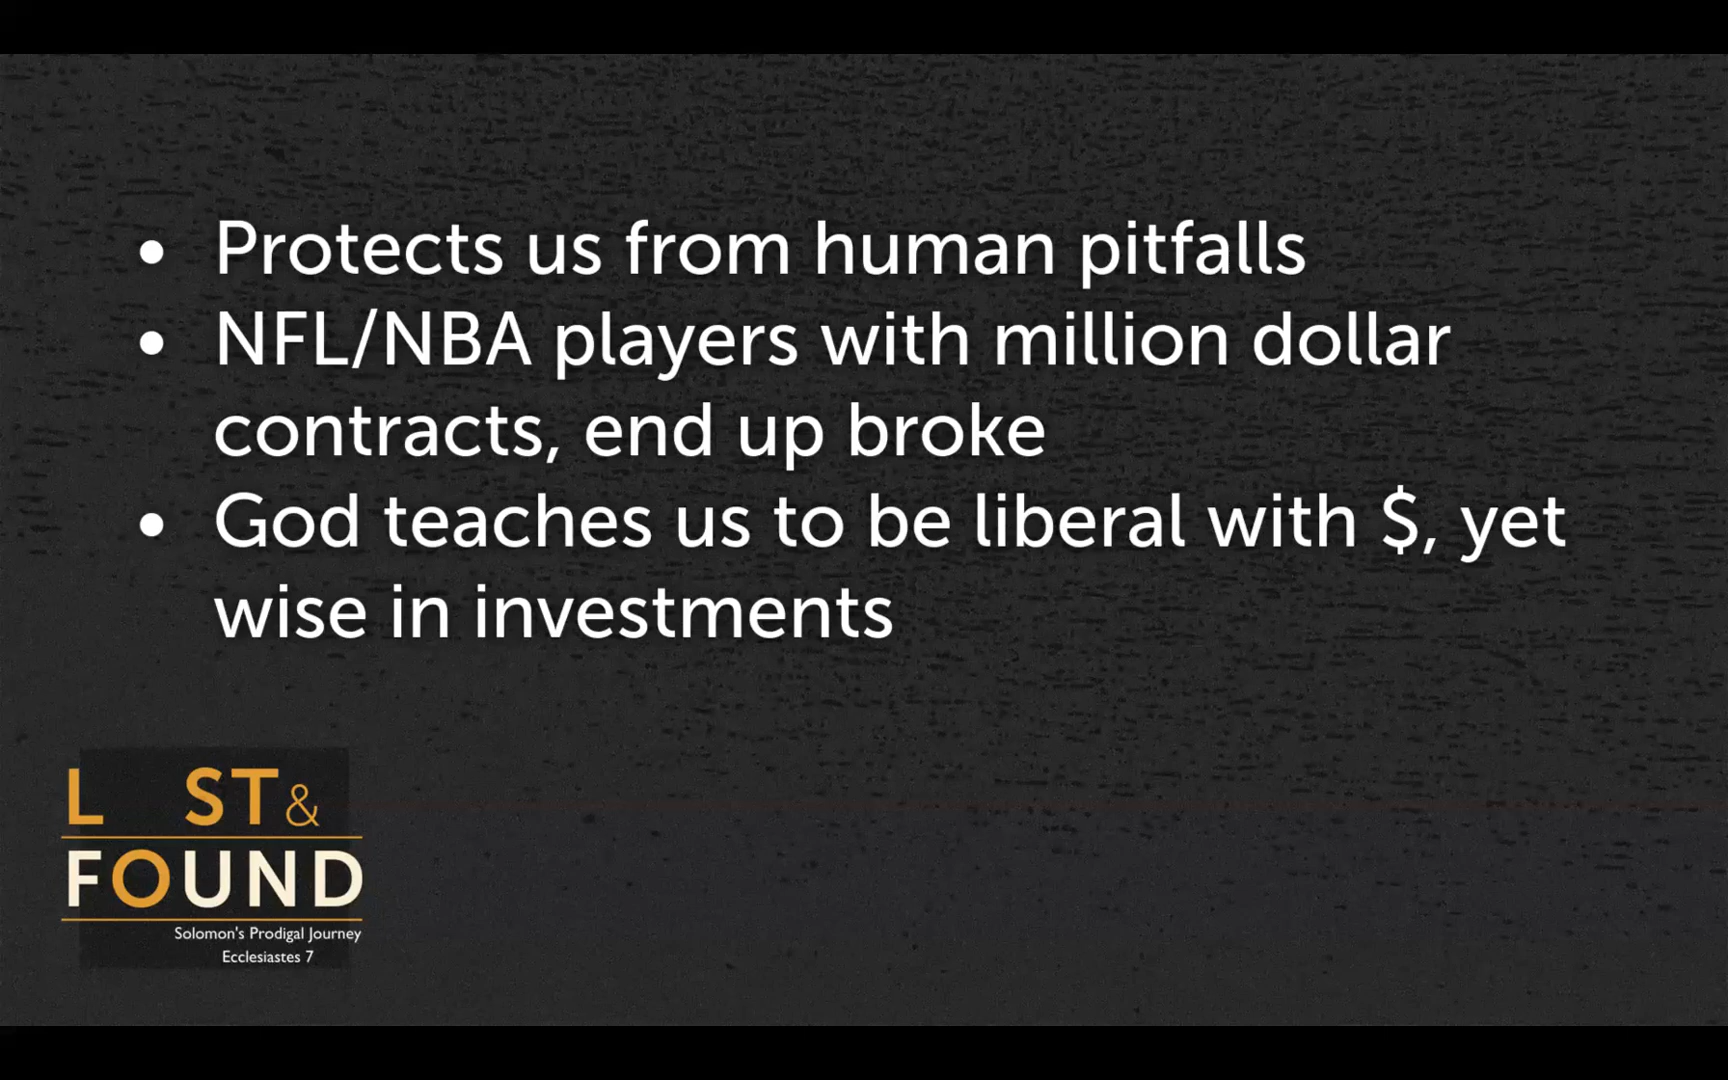 • Protects us from human pitfalls
• NFL/NBA players with million dollar
contracts, end up broke
• God teaches us to be liberal with $, yet
wise in investments
L ST&
FOUND
Solomon's Prodigal Journey
Ecclesiastes 7